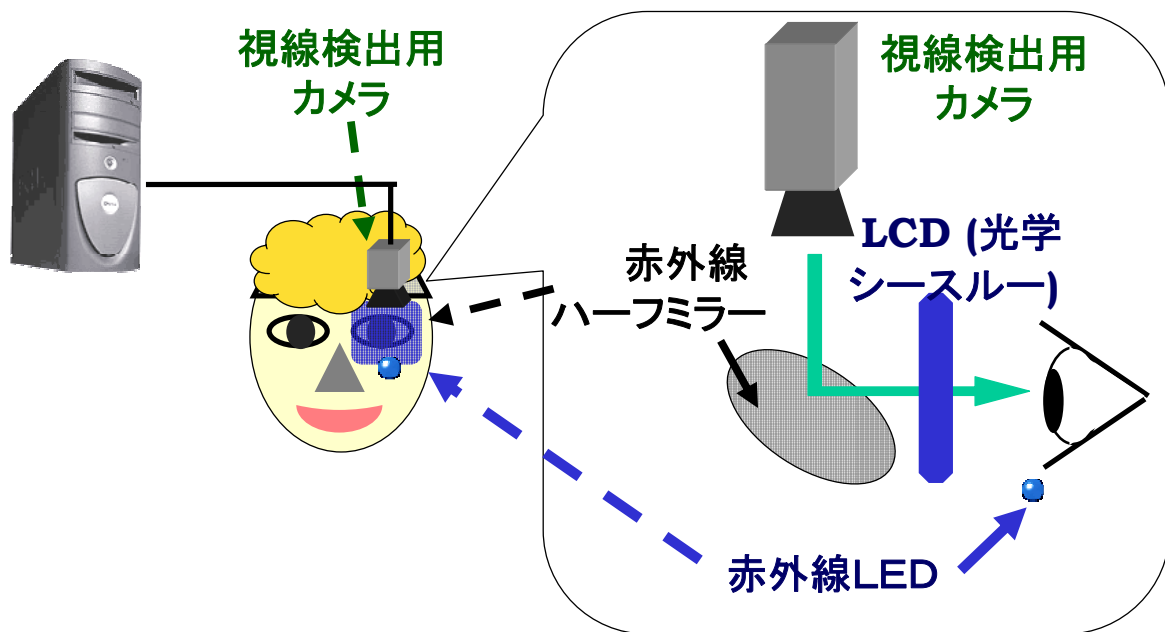 視線検出用
カメラ
視線検出用
カメラ
LCD (光学
シースルー)
赤外線
ハーフミラー
赤外線LED